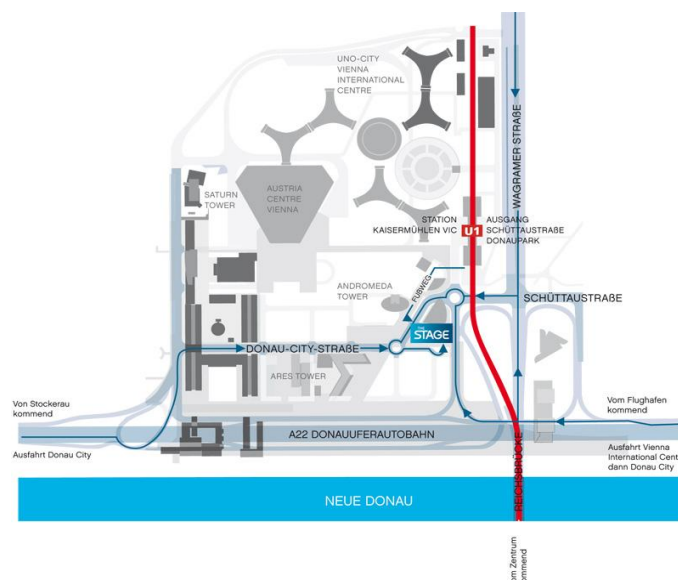 UNO-CITY
VIENNA
INTERNATIONAL
CENTRE
WAGRAMER STRAßE
SATURN
TOWER
AUSTRIA
CENTRE
VIENNA
STATION
KAISERMÜHLEN VIC
U1
AUSGANG
SCHÜTTAUSTRAßE
DONAUPARK
FUßWEG
ANDROMEDA
TOWER
SCHÜTTAUSTRAßE
THE
STAGE
DONAU-CITY-STRAßE
ARES TOWER
Von Stockerau
kommend
Vom Flughafen
kommend
A22 DONAUUFERAUTOBAHN
Ausfahrt Donau City
Ausfahrt Vienna
International Cent
dann Donau City
REICHSBRÜCKE
NEUE DONAU
om Zentrum
ommend